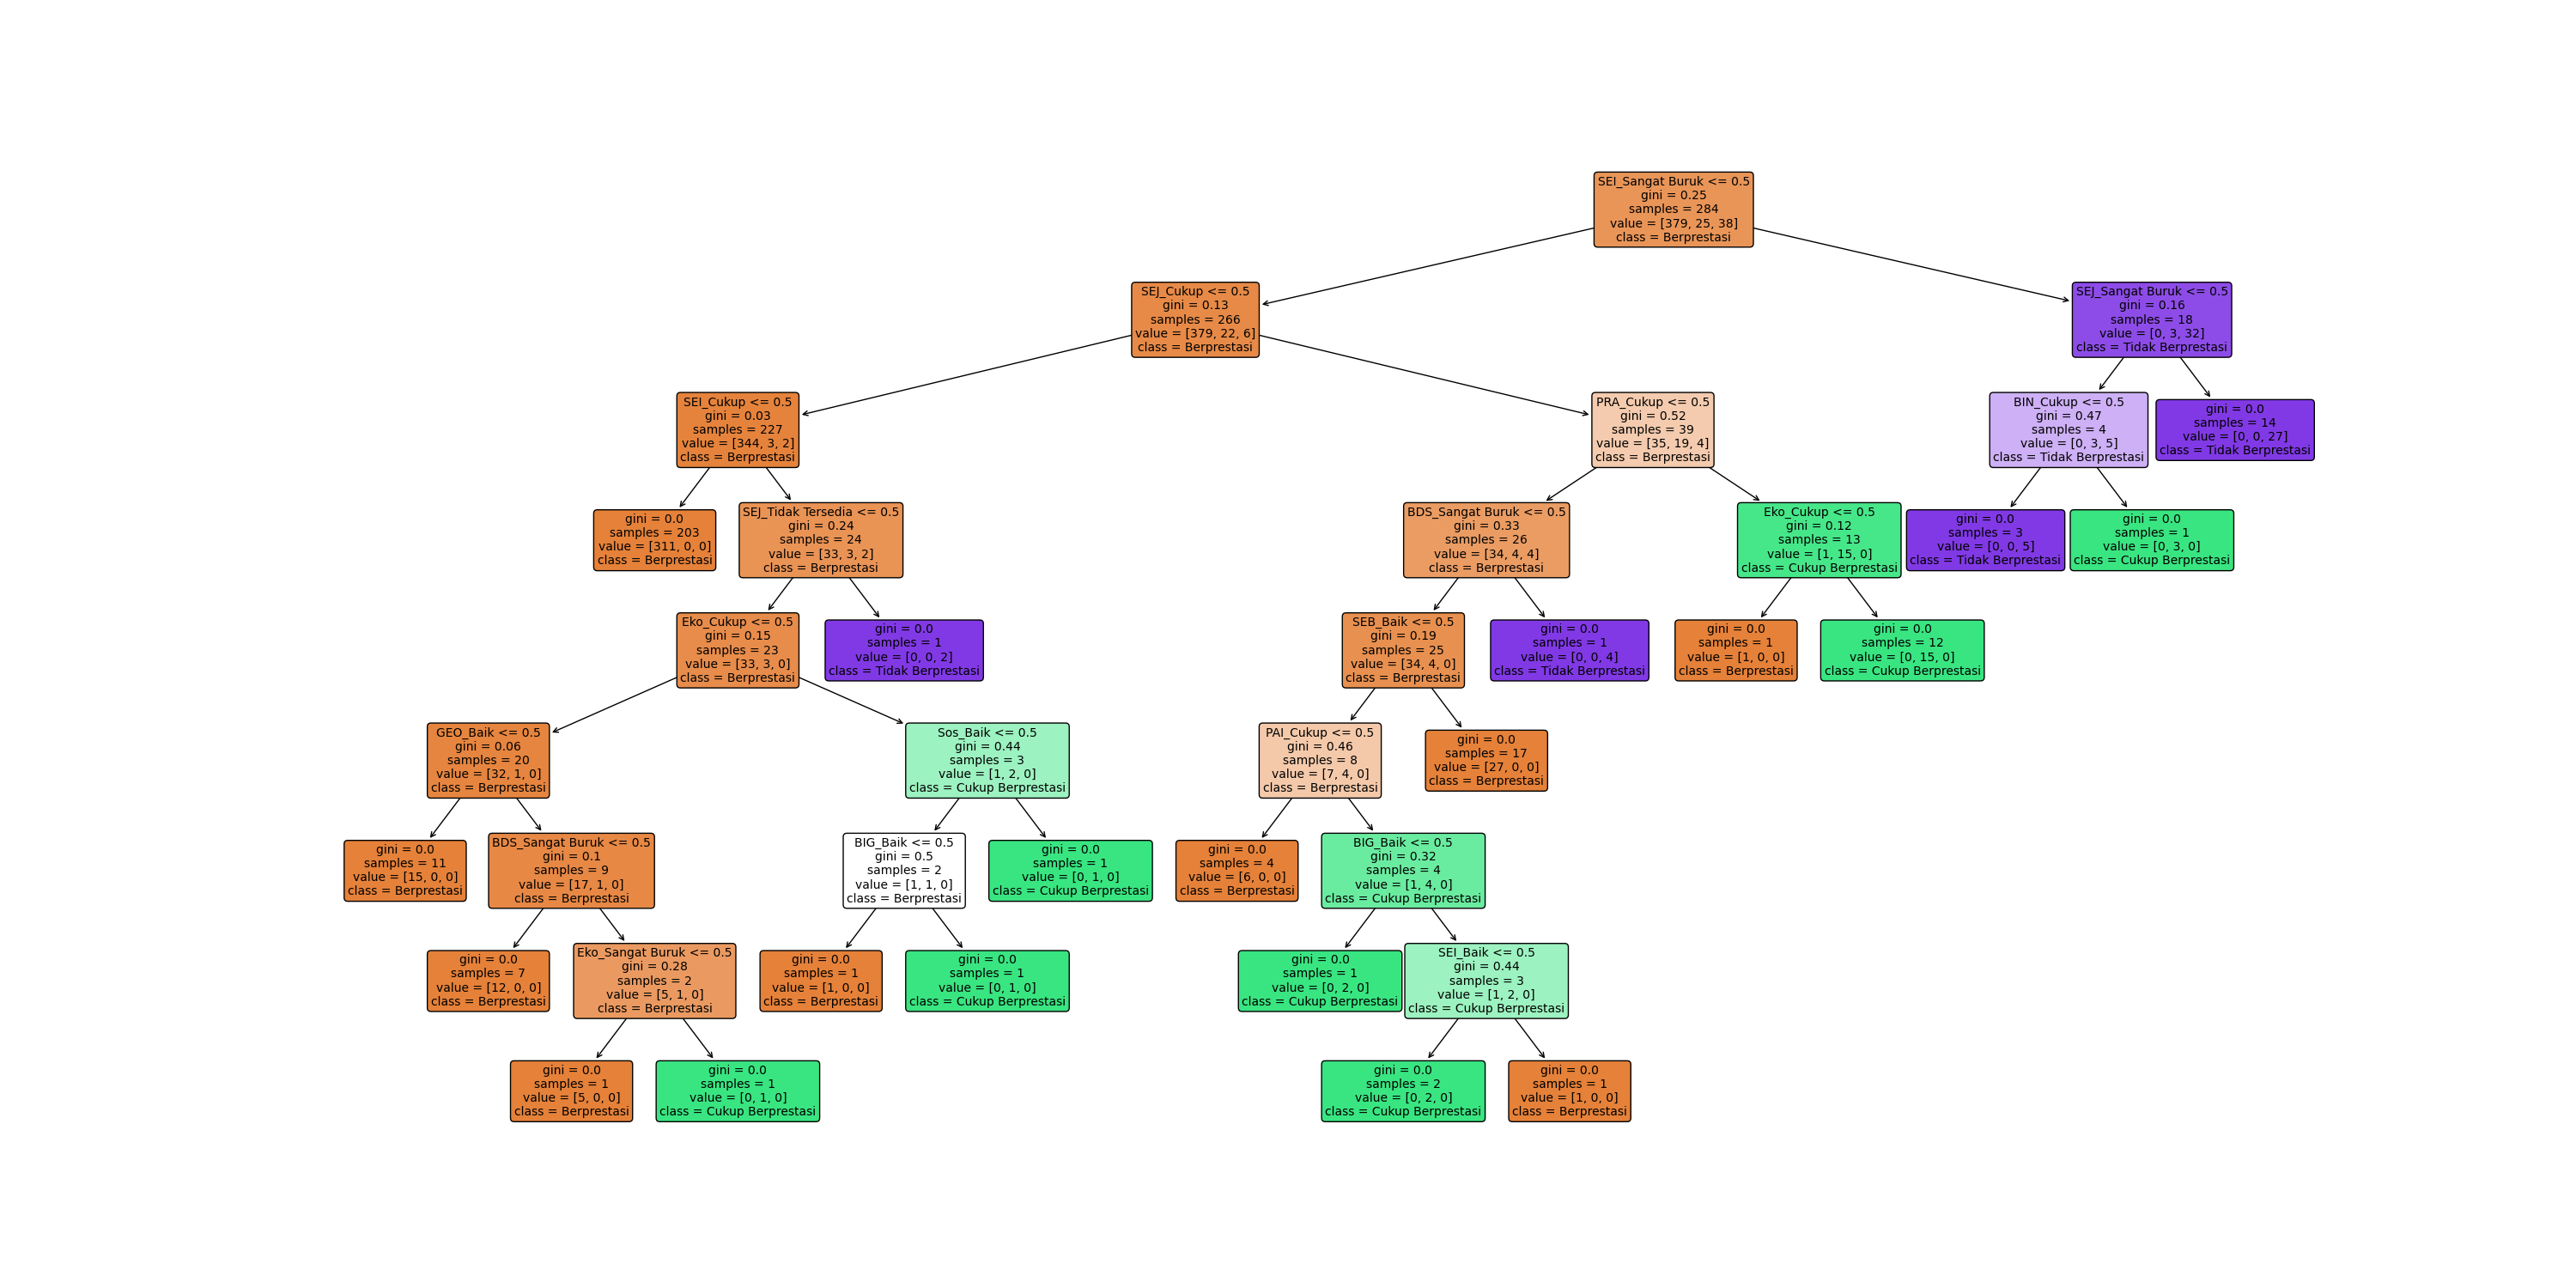 SEI_Sangat Buruk <= 0.5
gini = 0.25
samples = 284
value = [379, 25, 38]
class = Berprestasi
SEJ_Cukup <= 0.5
gini = 0.13
samples = 266
value = [379, 22, 6]
class = Berprestasi
SEJ_Sangat Buruk <= 0.5
gini = 0.16
samples = 18
value = [0, 3, 32]
class = Tidak Berprestasi
SEI_Cukup <= 0.5
gini = 0.03
samples = 227
value = [344, 3, 2]
class = Berprestasi
PRA_Cukup <= 0.5
gini = 0.52
samples = 39
value = [35, 19, 4]
class = Berprestasi
BIN_Cukup <= 0.5
gini = 0.47
samples = 4
value = [0, 3, 5]
class = Tidak Berprestasi
gini = 0.0
samples = 14
value = [0, 0, 27]
class = Tidak Berprestasi
gini = 0.0
samples = 203
value = [311, 0, 0]
class = Berprestasi
SEJ_Tidak Tersedia <= 0.5
gini = 0.24
samples = 24
value = [33, 3, 2]
class = Berprestasi
BDS_Sangat Buruk <= 0.5
gini = 0.33
samples = 26
value = [34, 4, 4]
class = Berprestasi
Eko_Cukup <= 0.5
gini = 0.12
samples = 13
value = [1, 15, 0]
class = Cukup Berprestasi
gini = 0.0
samples = 3
value = [0, 0, 5]
class = Tidak Berprestasi
gini = 0.0
samples = 1
value = [0, 3, 0]
class = Cukup Berprestasi
Eko_Cukup <= 0.5
gini = 0.15
samples = 23
value = [33, 3, 0]
class = Berprestasi
gini = 0.0
samples = 1
value = [0, 0, 2]
class = Tidak Berprestasi
SEB_Baik <= 0.5
gini = 0.19
samples = 25
value = [34, 4, 0]
class = Berprestasi
gini = 0.0
samples = 1
value = [0, 0, 4]
class = Tidak Berprestasi
gini = 0.0
samples = 1
value = [1, 0, 0]
class = Berprestasi
gini = 0.0
samples = 12
value = [0, 15, 0]
class = Cukup Berprestasi
GEO_Baik <= 0.5
gini = 0.06
samples = 20
value = [32, 1, 0]
class = Berprestasi
Sos_Baik <= 0.5
gini = 0.44
samples = 3
value = [1, 2, 0]
class = Cukup Berprestasi
PAI_Cukup <= 0.5
gini = 0.46
samples = 8
value = [7, 4, 0]
class = Berprestasi
gini = 0.0
samples = 17
value = [27, 0, 0]
class = Berprestasi
gini = 0.0
samples = 11
value = [15, 0, 0]
class = Berprestasi
BDS_Sangat Buruk <= 0.5
gini = 0.1
samples = 9
value = [17, 1, 0]
class = Berprestasi
BIG_Baik <= 0.5
gini = 0.5
samples = 2
value = [1, 1, 0]
class = Berprestasi
gini = 0.0
samples = 1
value = [0, 1, 0]
class = Cukup Berprestasi
gini = 0.0
samples = 4
value = [6, 0, 0]
class = Berprestasi
BIG_Baik <= 0.5
gini = 0.32
samples = 4
value = [1, 4, 0]
class = Cukup Berprestasi
gini = 0.0
samples = 7
value = [12, 0, 0]
class = Berprestasi
Eko_Sangat Buruk <= 0.5
gini = 0.28
samples = 2
value = [5, 1, 0]
class = Berprestasi
gini = 0.0
samples = 1
value = [1, 0, 0]
class = Berprestasi
gini = 0.0
samples = 1
value = [0, 1, 0]
class = Cukup Berprestasi
gini = 0.0
samples = 1
value = [0, 2, 0]
class = Cukup Berprestasi
SEI_Baik <= 0.5
gini = 0.44
samples = 3
value = [1, 2, 0]
class = Cukup Berprestasi
gini = 0.0
samples = 1
value = [5, 0, 0]
class = Berprestasi
gini = 0.0
samples = 1
value = [0, 1, 0]
class = Cukup Berprestasi
gini = 0.0
samples = 2
value = [0, 2, 0]
class = Cukup Berprestasi
gini = 0.0
samples = 1
value = [1, 0, 0]
class = Berprestasi